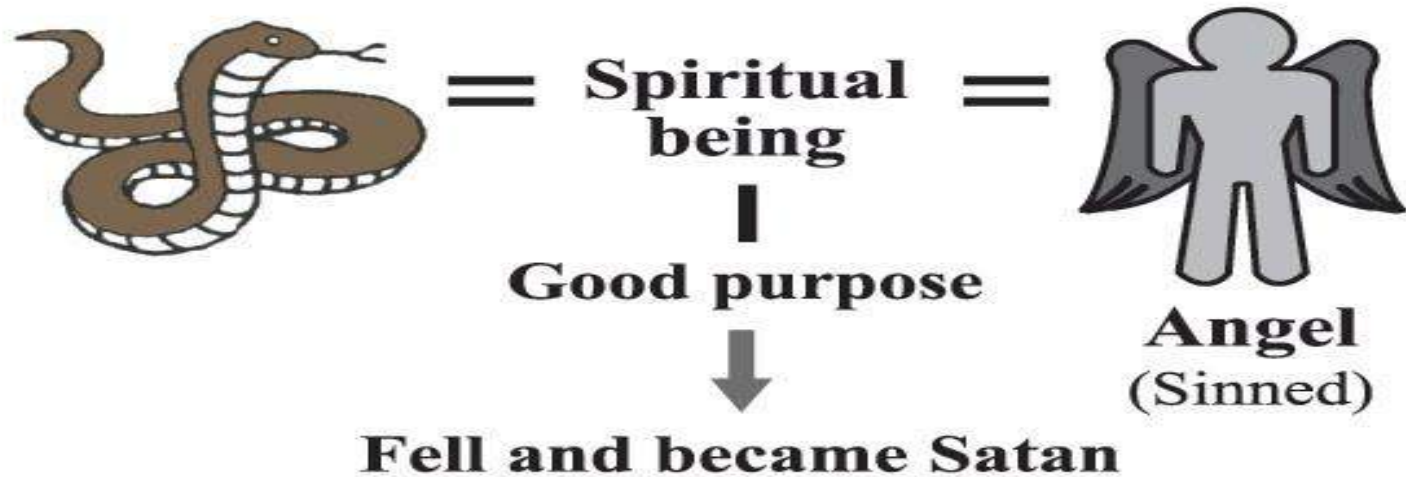 = Spiritual =
being
Good purpose
Angel
(Sinned)
Fell and became Satan